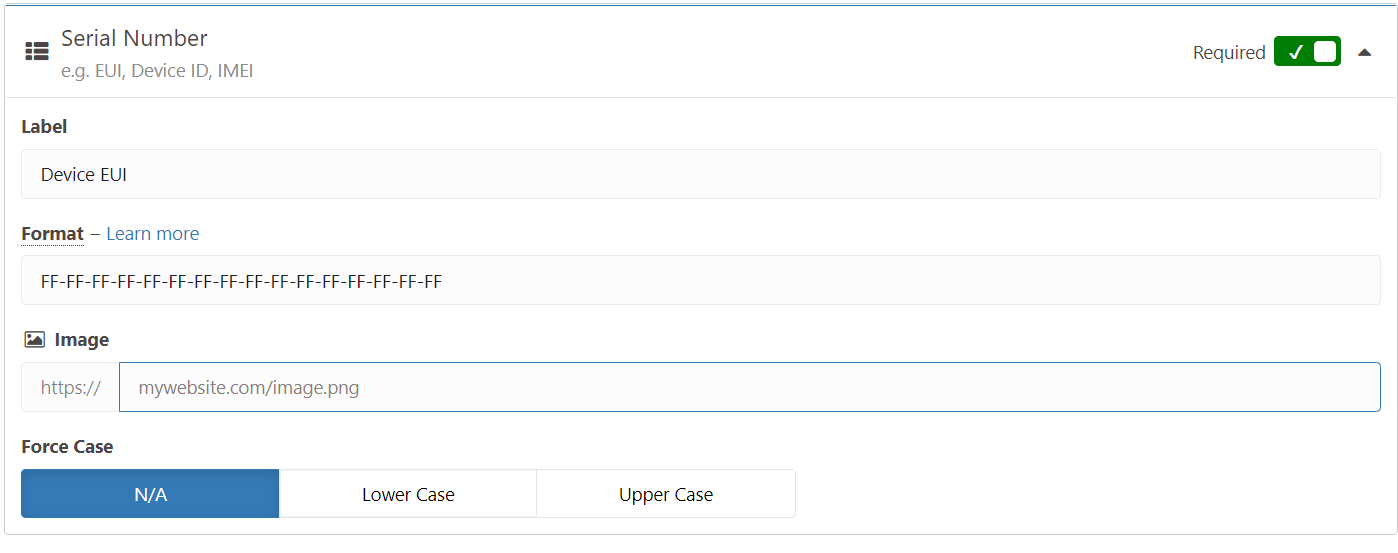 Serial Number
e.g. EUI, Device ID, IMEI
Required
Label
Device EUI
Format – Learn more
FF-FF-FF-FF-FF-FF-FF-FF-FF-FF-FF-FF-FF-FF-FF-FF
Image
https:// mywebsite.com/image.png
Force Case
N/A Lower Case Upper Case